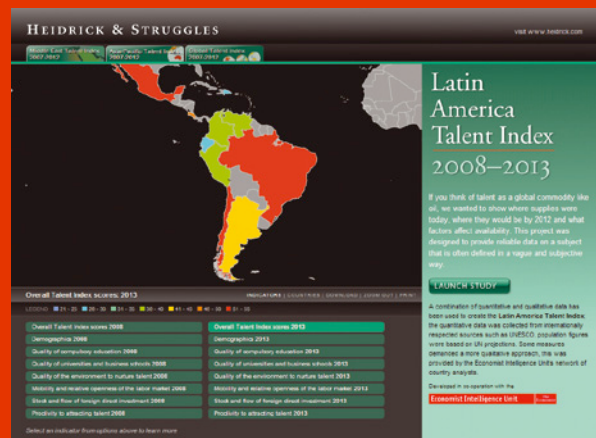 HEIDRICK & STRUGGLES
visit www.heidrick.com
Middle East Talent Index
2007-2012
Asia/Pacific Talent Index
2007-2012
Global Talent Index
2007-2012
Latin
America
Talent Index
2008–2013
If you think of talent as a global commodity like
oil, we wanted to show where supplies were
today, where they would be by 2012 and what
factors affect availability. This project was
designed to provide reliable data on a subject
that is often defined in a vague and subjective
way.
LAUNCH STUDY
A combination of quantitative and qualitative data has
been used to create the Latin America Talent Index:
the quantitative data was collected from internationally
respected sources such as UNESCO, population figures
were based on UN projections. Some measures
demanded a more qualitative approach, this was
provided by the Economist Intelligence Units network of
country analysts.
Developed in co-operation with the
Economist Intelligence Unit
Overall Talent Index scores: 2013
INDICATORS | COUNTRIES | DOWNLOAD | ZOOM OUT | PRINT
LEGEND:
21 - 25
26 - 30
31 - 35
36 - 40
41 - 45
46 - 50
51 - 55
Overall Talent Index scores 2008
Overall Talent Index scores 2013
Demographics 2008
Demographics 2013
Quality of compulsory education 2008
Quality of compulsory education 2013
Quality of universities and business schools 2008
Quality of universities and business schools 2013
Quality of the environment to nurture talent 2008
Quality of the environment to nurture talent 2013
Mobility and relative openness of the labor market 2008
Mobility and relative openness of the labor market 2013
Stock and flow of foreign direct investment 2008
Stock and flow of foreign direct investment 2013
Proclivity to attracting talent 2008
Proclivity to attracting talent 2013
Select an indicator from options above to learn more